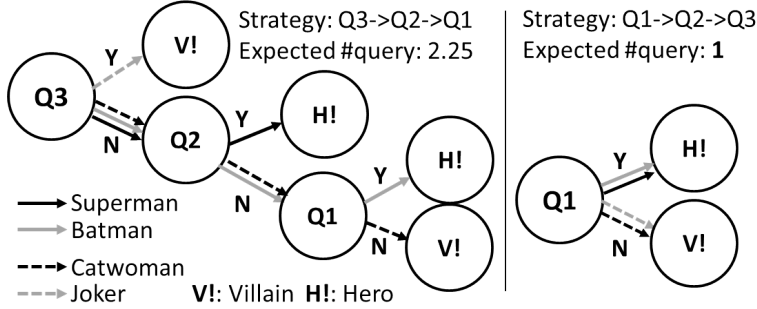 Strategy: Q3->Q2->Q1
Expected #query: 2.25
Q3
Y
V!
N
Q2
Y
H!
N
Q1
Y
H!
N
V!
Superman
Batman
Catwoman
Joker
V!: Villain H!: Hero
Strategy: Q1->Q2->Q3
Expected #query: 1
Q1
Y
H!
N
V!